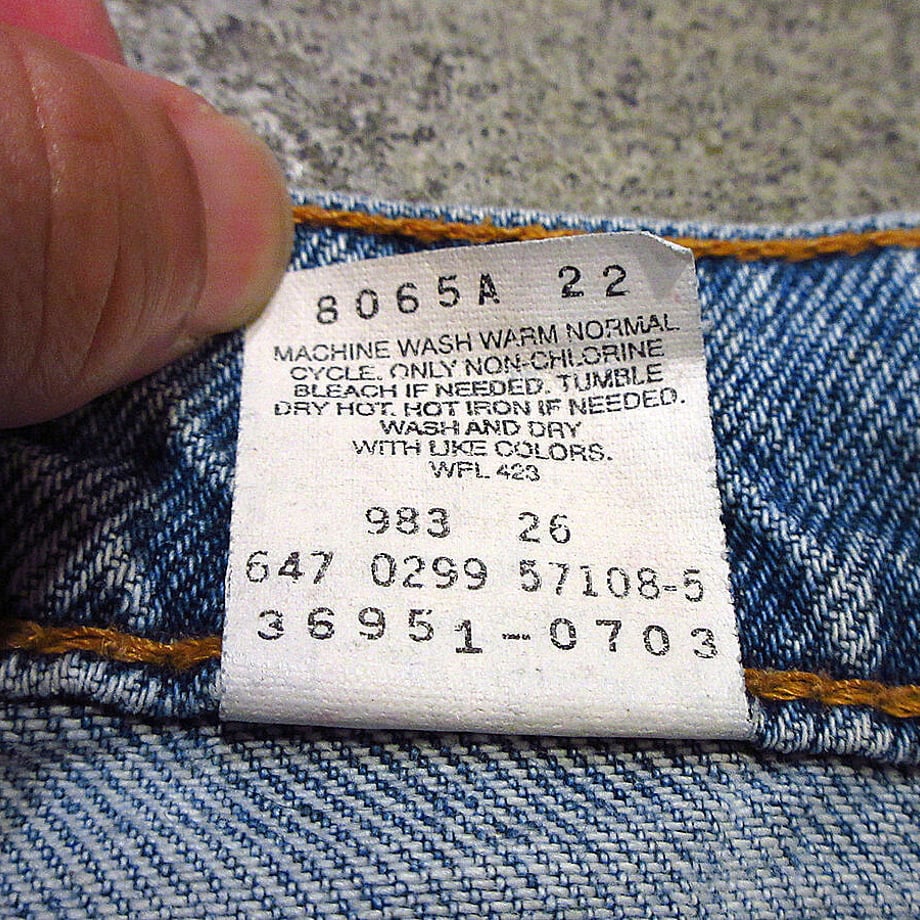 8065A 22
MACHINE WASH WARM NORMAL
CYCLE. ONLY NON-CHLORINE
BLEACH IF NEEDED. TUMBLE
DRY HOT. HOT IRON IF NEEDED.
WASH AND DRY
WITH LIKE COLORS.
WPL 423
983 26
647 0299 57108-5
36951-0703